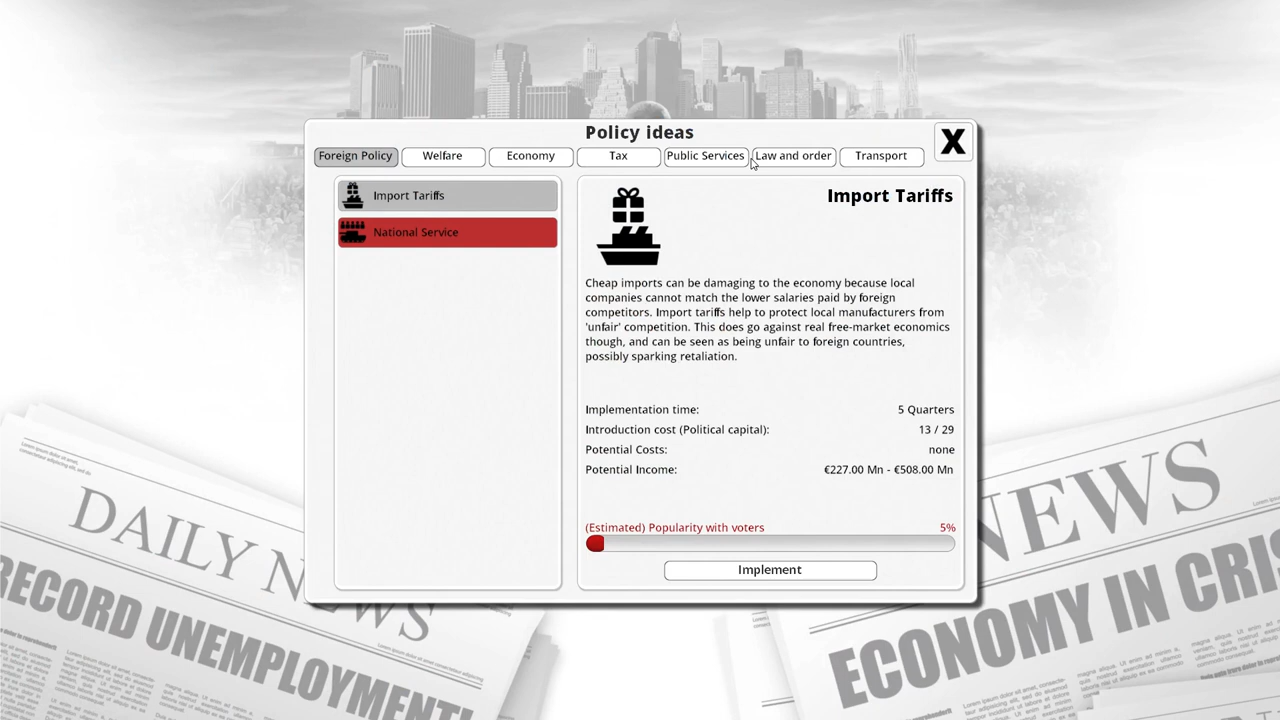 Policy ideas
X
Foreign Policy
Welfare
Economy
Tax
Public Services
Law and order
Transport
Import Tariffs
National Service
Import Tariffs
Cheap imports can be damaging to the economy because local
companies cannot match the lower salaries paid by foreign
competitors. Import tariffs help to protect local manufacturers from
'unfair' competition. This does go against real free-market economics
though, and can be seen as being unfair to foreign countries,
possibly sparking retaliation.
Implementation time: 5 Quarters
Introduction cost (Political capital): 13 / 29
Potential Costs: none
Potential Income: €227.00 Mn - €508.00 Mn
(Estimated) Popularity with voters 5%
Implement
DAILY NEWS
RECORD UNEMPLOYMENT!
NEWS
ECONOMY IN CRIS